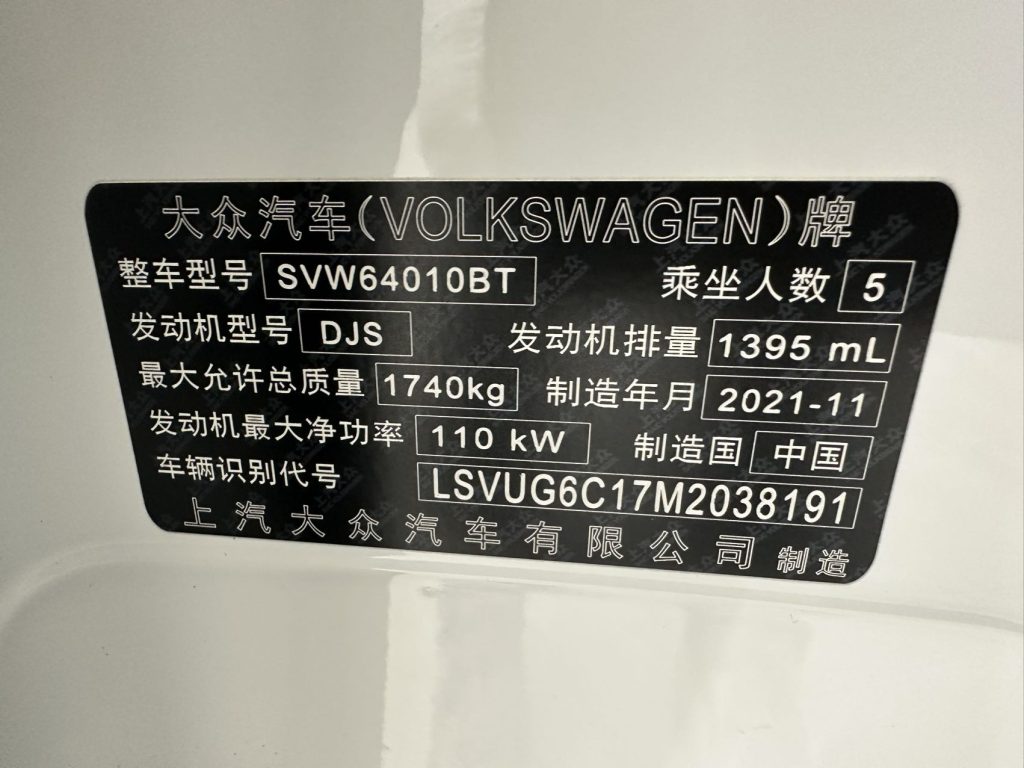 大众汽车(VOLKSWAGEN)牌
整车型号 SVW64010BT 乘坐人数 5
发动机型号 DJS 发动机排量 1395 mL
最大允许总质量 1740kg 制造年月 2021-11
发动机最大净功率 110 kW 制造国 中国
车辆识别代号 LSVUG6C17M2038191
上汽大众汽车有限公司 制造